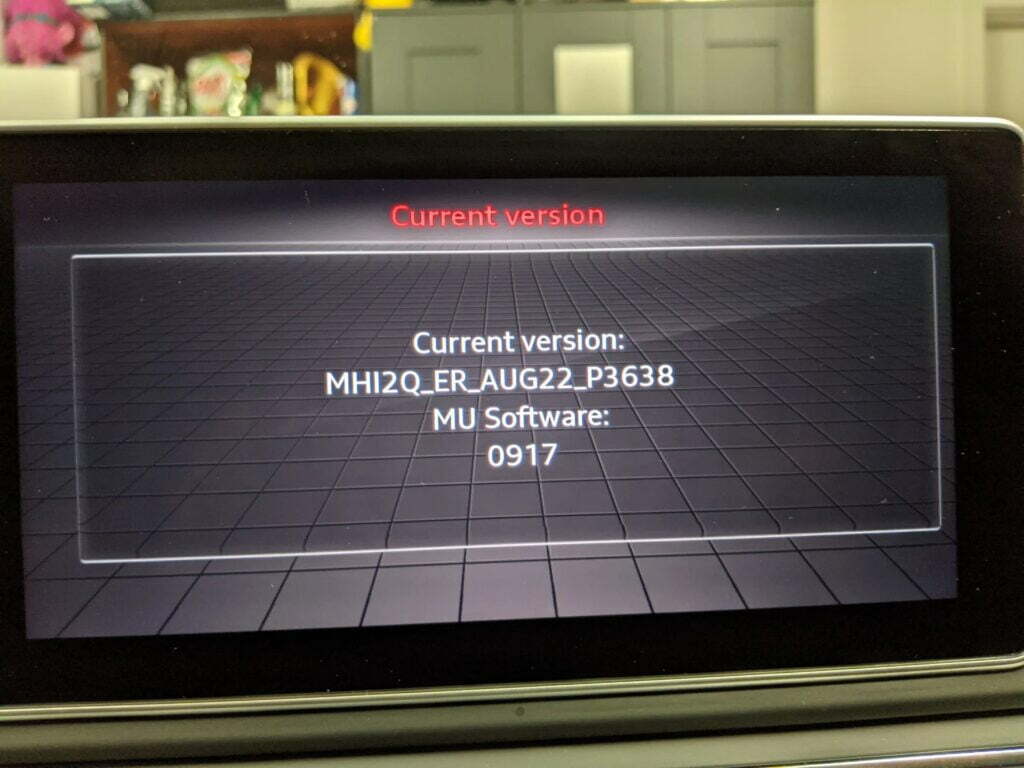 Current version
Current version:
MHI2Q_ER_AUG22_P3638
MU Software:
0917